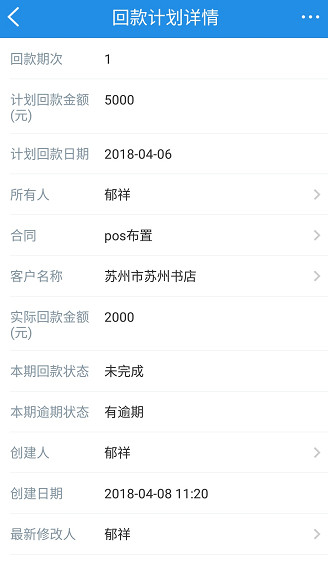 回款计划详情
回款期次 1
计划回款金额 5000
(元)
计划回款日期 2018-04-06
所有人 郁祥
合同 pos布置
客户名称 苏州市苏州书店
实际回款金额 2000
(元)
本期回款状态 未完成
本期逾期状态 有逾期
创建人 郁祥
创建日期 2018-04-08 11:20
最新修改人 郁祥